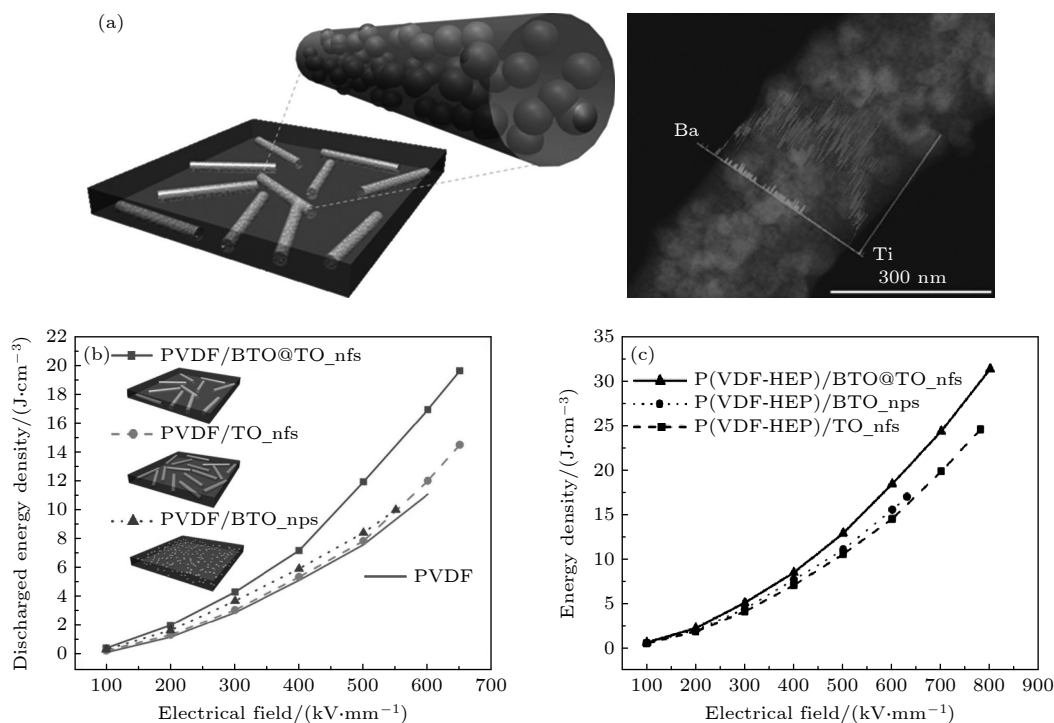 (a)
Ba
Ti
300 nm
(b)
PVDF/BTO@TO_nfs
PVDF/TO_nfs
PVDF/BTO_nps
PVDF
Discharged energy density/(J·cm⁻³)
22
20
18
16
14
12
10
8
6
4
2
0
100 200 300 400 500 600 700
Electrical field/(kV·mm⁻¹)
(c)
P(VDF-HEP)/BTO@TO_nfs
P(VDF-HEP)/BTO_nps
P(VDF-HEP)/TO_nfs
Energy density/(J·cm⁻³)
35
30
25
20
15
10
5
0
100 200 300 400 500 600 700 800 900
Electrical field/(kV·mm⁻¹)